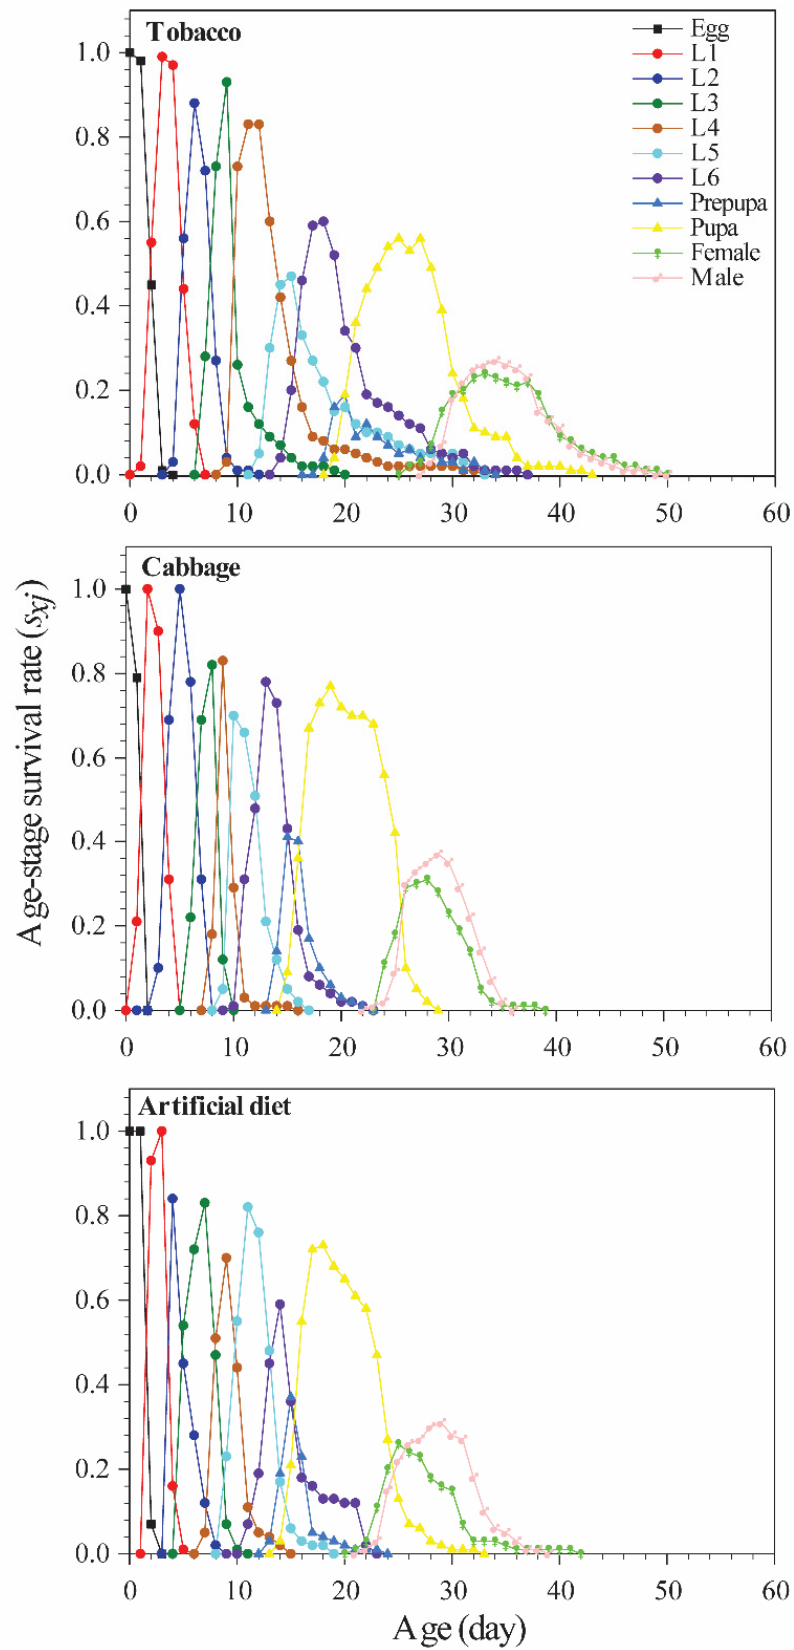 Tobacco
Egg
L1
L2
L3
L4
L5
L6
Prepupa
Pupa
Female
Male
1.0
0.8
0.6
0.4
0.2
0.0
0 10 20 30 40 50 60
Cabbage
1.0
0.8
0.6
0.4
0.2
0.0
0 10 20 30 40 50 60
Age-stage survival rate (sxj)
Artificial diet
1.0
0.8
0.6
0.4
0.2
0.0
0 10 20 30 40 50 60
Age (day)